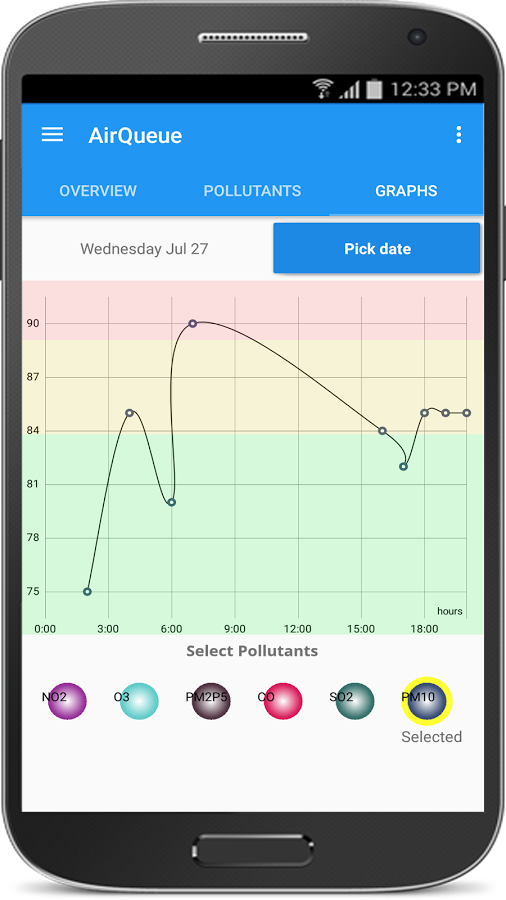 12:33 PM
AirQueue
OVERVIEW POLLUTANTS GRAPHS
Wednesday Jul 27 Pick date
90
87
84
81
78
75
hours
0:00 3:00 6:00 9:00 12:00 15:00 18:00
Select Pollutants
NO2 O3 PM2P5 CO SO2 PM10
Selected